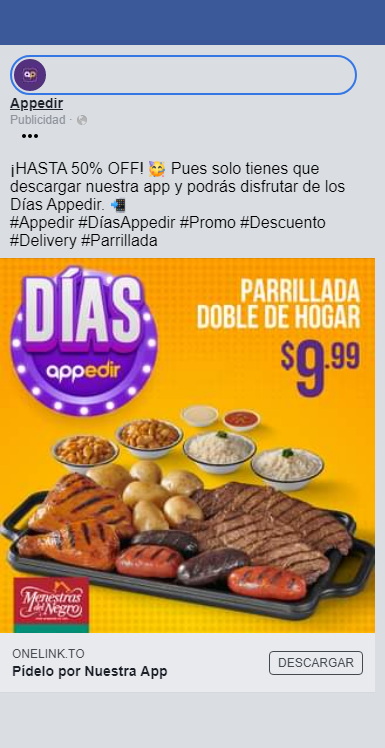 ap
Appedir
Publicidad ·
¡HASTA 50% OFF! 🥳 Pues solo tienes que
descargar nuestra app y podrás disfrutar de los
Días Appedir. 📲
#Appedir #DíasAppedir #Promo #Descuento
#Delivery #Parrillada
DÍAS
appedir
PARRILLADA
DOBLE DE HOGAR
$9.99
Menestras
del Negro
ONELINK.TO
Pídelo por Nuestra App
DESCARGAR